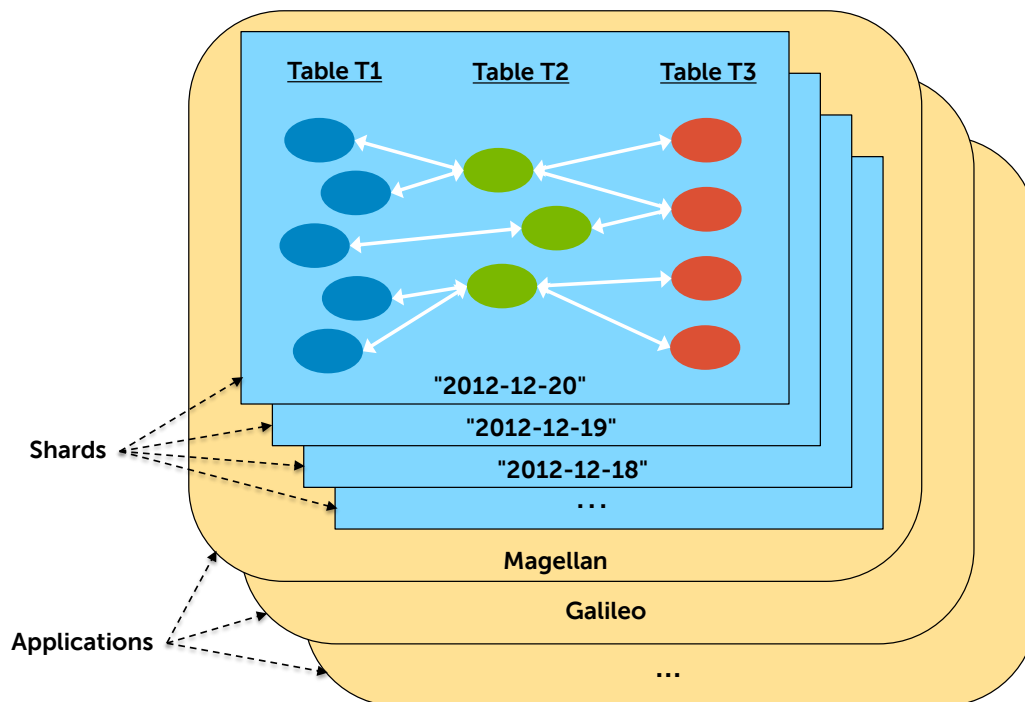 Table T1 Table T2 Table T3
"2012-12-20"
"2012-12-19"
Shards
"2012-12-18"
...
Magellan
Galileo
Applications
...